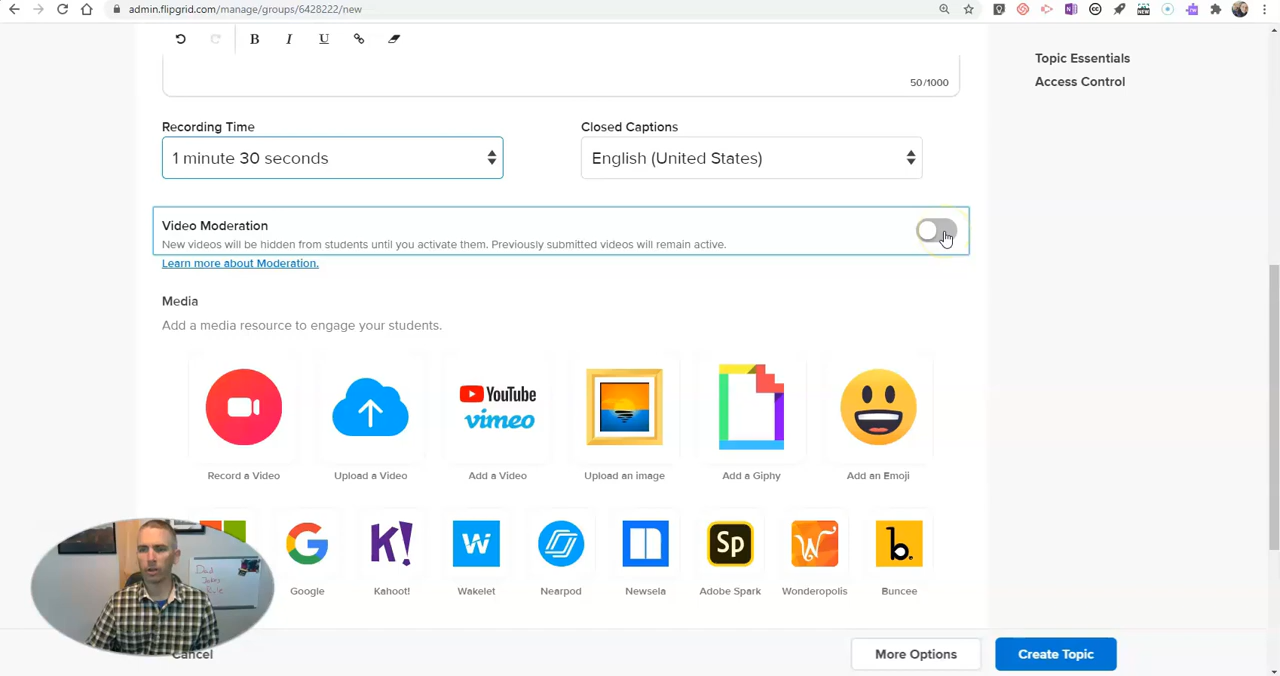 admin.flipgrid.com/manage/groups/6428222/new
B I U
50/1000
Topic Essentials
Access Control
Recording Time
1 minute 30 seconds
Closed Captions
English (United States)
Video Moderation
New videos will be hidden from students until you activate them. Previously submitted videos will remain active.
Learn more about Moderation.
Media
Add a media resource to engage your students.
YouTube
vimeo
Record a Video
Upload a Video
Add a Video
Upload an image
Add a Giphy
Add an Emoji
K!
w
Sp
W
b.
Google
Kahoot!
Wakelet
Nearpod
Newsela
Adobe Spark
Wonderopolis
Buncee
Dad
Jokes
Rule
Cancel
More Options
Create Topic